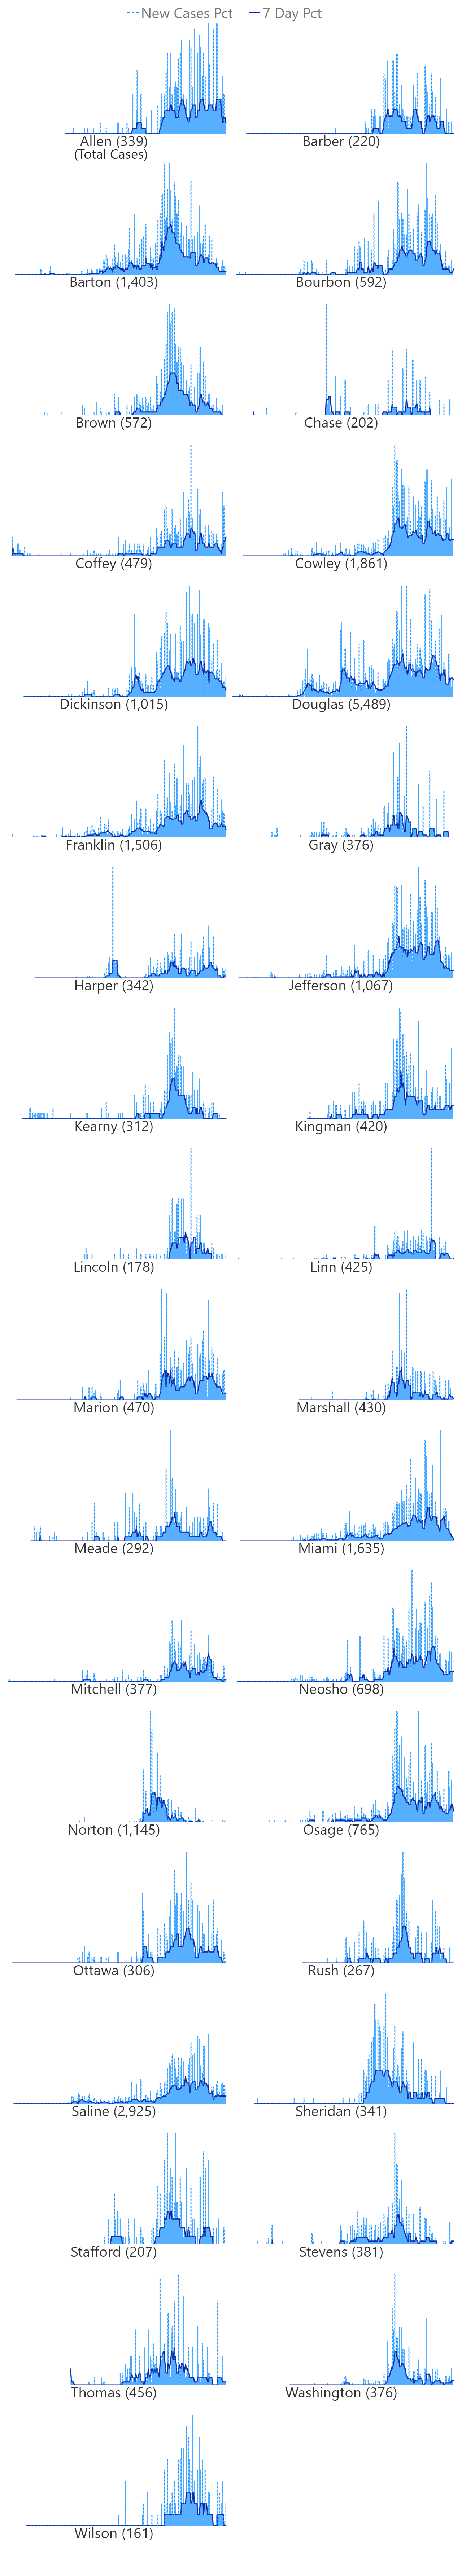 New Cases Pct 7 Day Pct
Allen (339) Barber (220)
(Total Cases)
Barton (1,403) Bourbon (592)
Brown (572) Chase (202)
Coffey (479) Cowley (1,861)
Dickinson (1,015) Douglas (5,489)
Franklin (1,506) Gray (376)
Harper (342) Jefferson (1,067)
Kearny (312) Kingman (420)
Lincoln (178) Linn (425)
Marion (470) Marshall (430)
Meade (292) Miami (1,635)
Mitchell (377) Neosho (698)
Norton (1,145) Osage (765)
Ottawa (306) Rush (267)
Saline (2,925) Sheridan (341)
Stafford (207) Stevens (381)
Thomas (456) Washington (376)
Wilson (161)